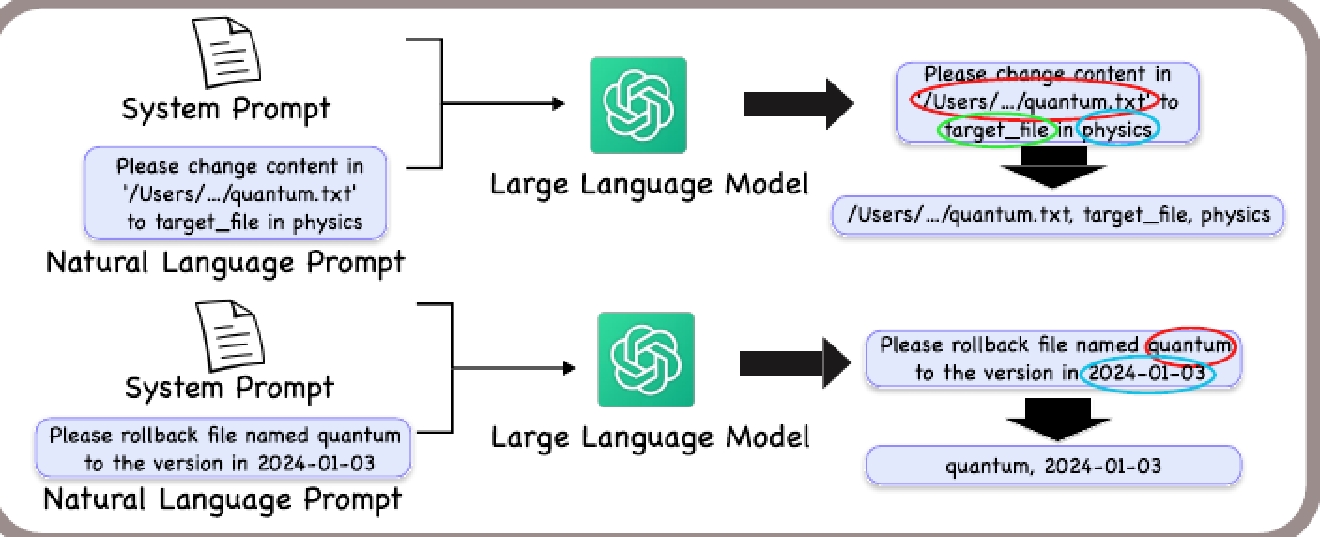 System Prompt
Please change content in
'/Users/.../quantum.txt'
to target_file in physics
Natural Language Prompt
Large Language Model
Please change content in
'/Users/.../quantum.txt' to
target_file in physics
/Users/.../quantum.txt, target_file, physics
System Prompt
Please rollback file named quantum
to the version in 2024-01-03
Natural Language Prompt
Large Language Model
Please rollback file named quantum
to the version in 2024-01-03
quantum, 2024-01-03